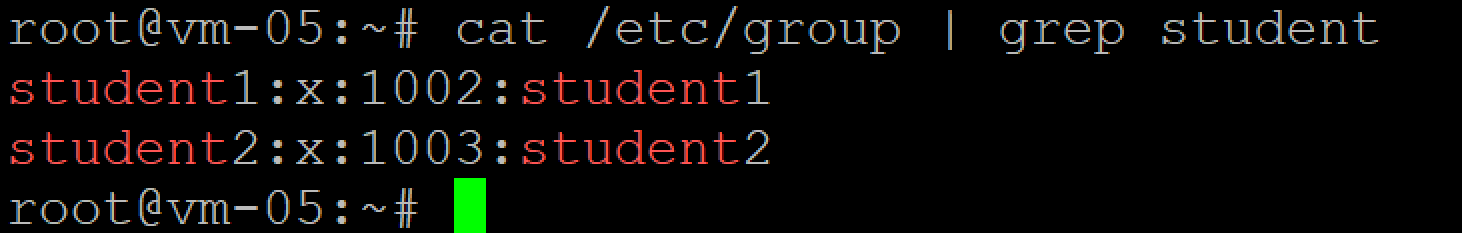 root@vm-05:~# cat /etc/group | grep student
student1:x:1002:student1
student2:x:1003:student2
root@vm-05:~#